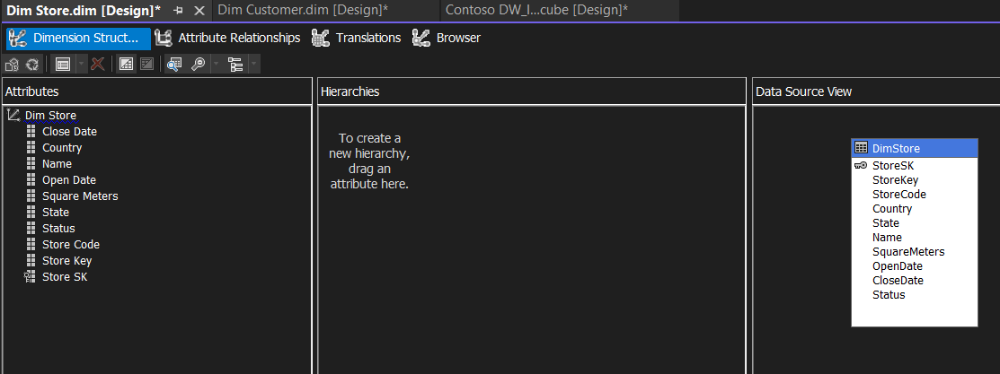 Dim Store.dim [Design]*
Dim Customer.dim [Design]*
Contoso DW_I...cube [Design]*
Dimension Struct...
Attribute Relationships
Translations
Browser
Attributes
Dim Store
Close Date
Country
Name
Open Date
Square Meters
State
Status
Store Code
Store Key
Store SK
Hierarchies
To create a
new hierarchy,
drag an
attribute here.
Data Source View
DimStore
StoreSK
StoreKey
StoreCode
Country
State
Name
SquareMeters
OpenDate
CloseDate
Status